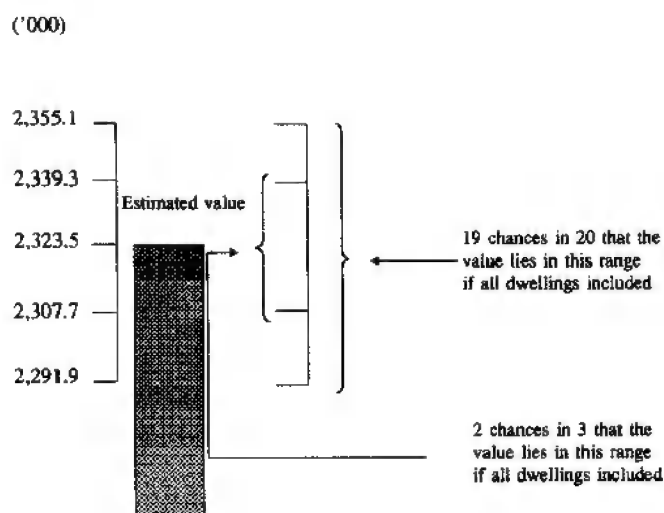 ('000)
2,355.1
2,339.3
Estimated value
2,323.5
19 chances in 20 that the
value lies in this range
if all dwellings included
2,307.7
2,291.9
2 chances in 3 that the
value lies in this range
if all dwellings included